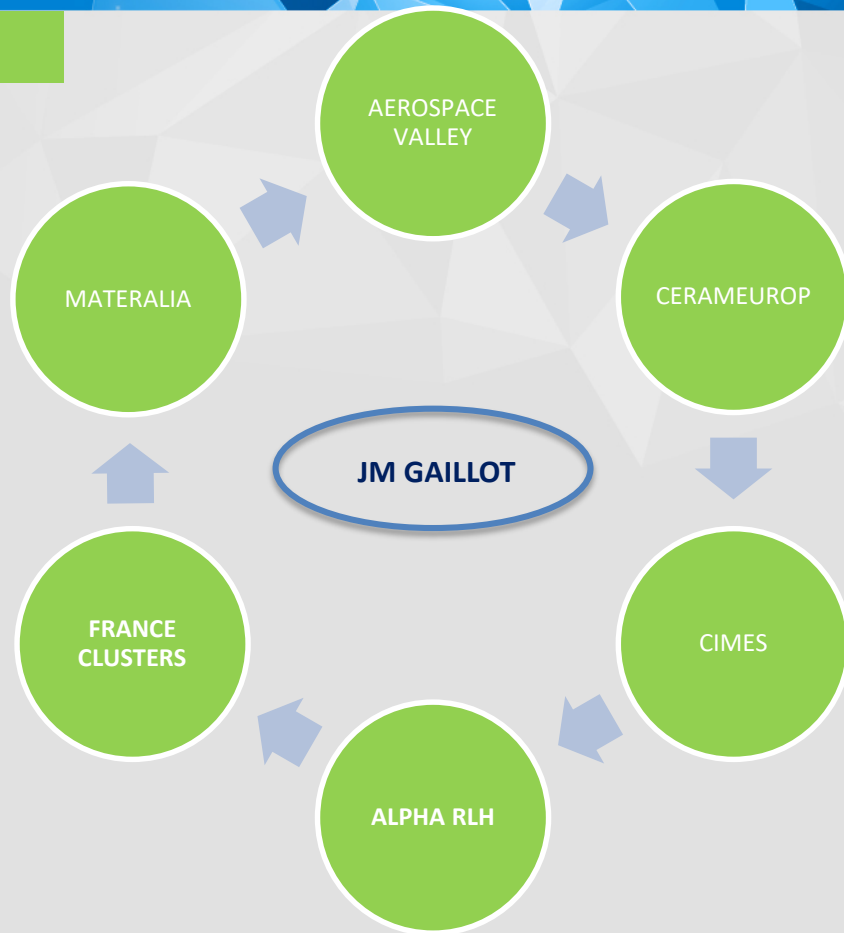 AEROSPACE
VALLEY
MATERALIA
CERAMEUROP
JM GAILLOT
FRANCE
CLUSTERS
CIMES
ALPHA RLH